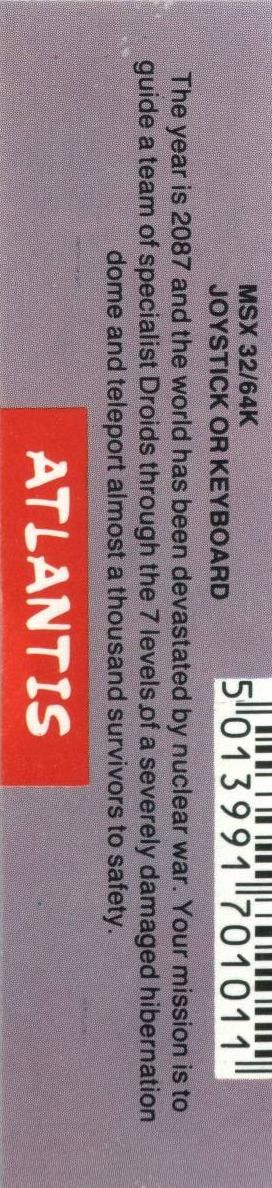 MSX 32/64K
JOYSTICK OR KEYBOARD
5 013991 701011
The year is 2087 and the world has been devastated by nuclear war. Your mission is to
guide a team of specialist Droids through the 7 levels of a severely damaged hibernation
dome and teleport almost a thousand survivors to safety.
ATLANTIS